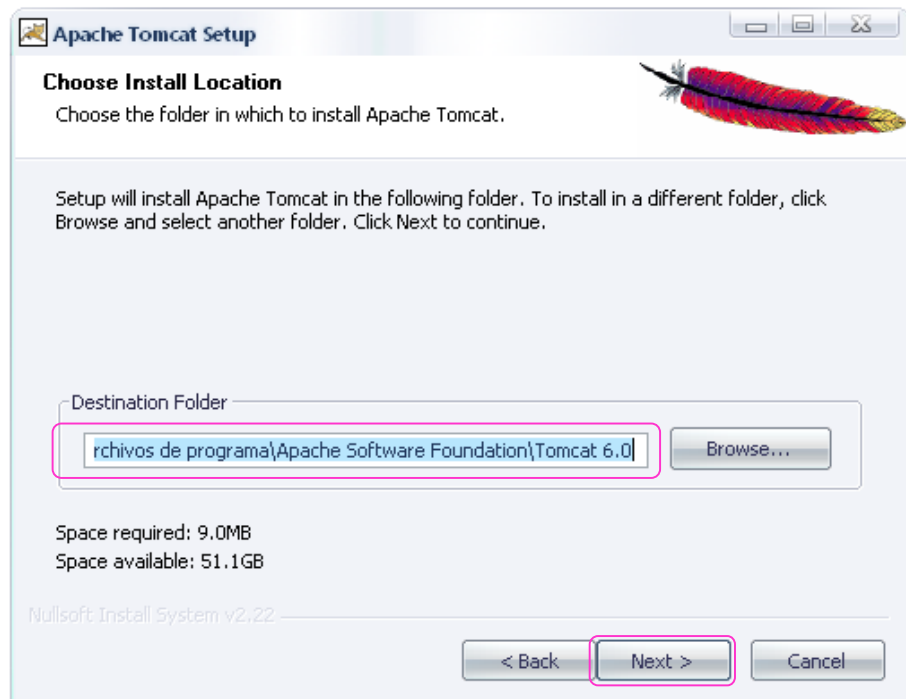 Apache Tomcat Setup
Choose Install Location
Choose the folder in which to install Apache Tomcat.
Setup will install Apache Tomcat in the following folder. To install in a different folder, click
Browse and select another folder. Click Next to continue.
Destination Folder
rchivos de programa\Apache Software Foundation\Tomcat 6.0
Browse...
Space required: 9.0MB
Space available: 51.1GB
Nullsoft Install System v2.22
< Back
Next >
Cancel